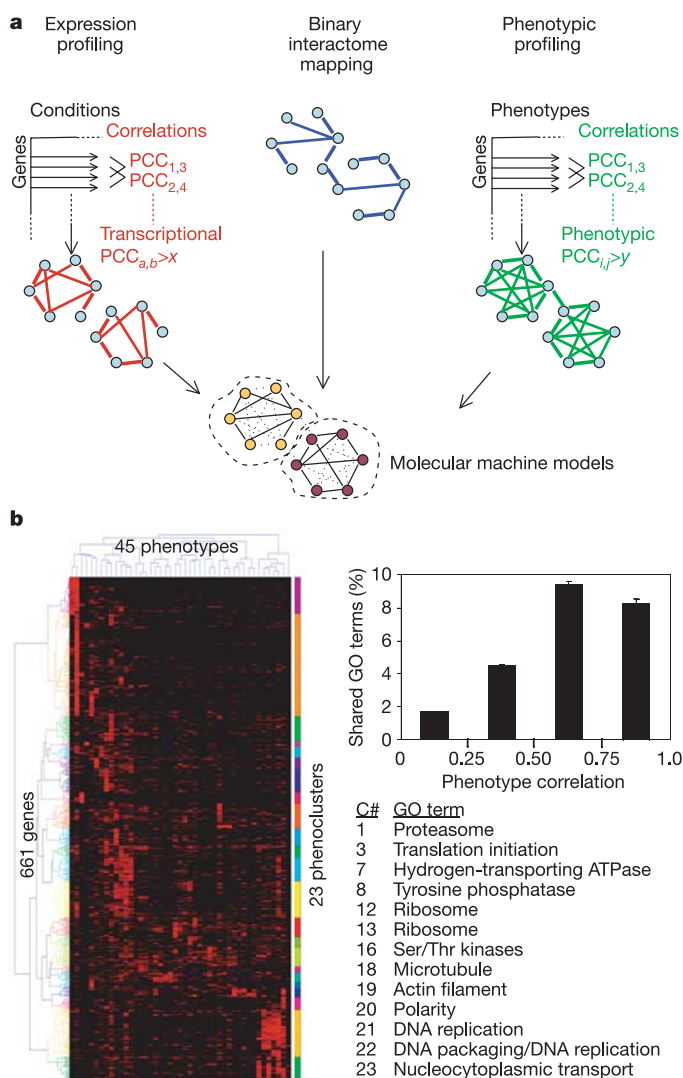 a
Expression
profiling
Binary
interactome
mapping
Phenotypic
profiling
Conditions
Correlations
Genes
PCC1,3
PCC2,4
Transcriptional
PCCa,b>x
Phenotypes
Correlations
Genes
PCC1,3
PCC2,4
Phenotypic
PCCi,j>y
Molecular machine models
b
45 phenotypes
661 genes
23 phenoclusters
Shared GO terms (%)
10
8
6
4
2
0
0 0.25 0.50 0.75 1.0
Phenotype correlation
C# GO term
1 Proteasome
3 Translation initiation
7 Hydrogen-transporting ATPase
8 Tyrosine phosphatase
12 Ribosome
13 Ribosome
16 Ser/Thr kinases
18 Microtubule
19 Actin filament
20 Polarity
21 DNA replication
22 DNA packaging/DNA replication
23 Nucleocytoplasmic transport